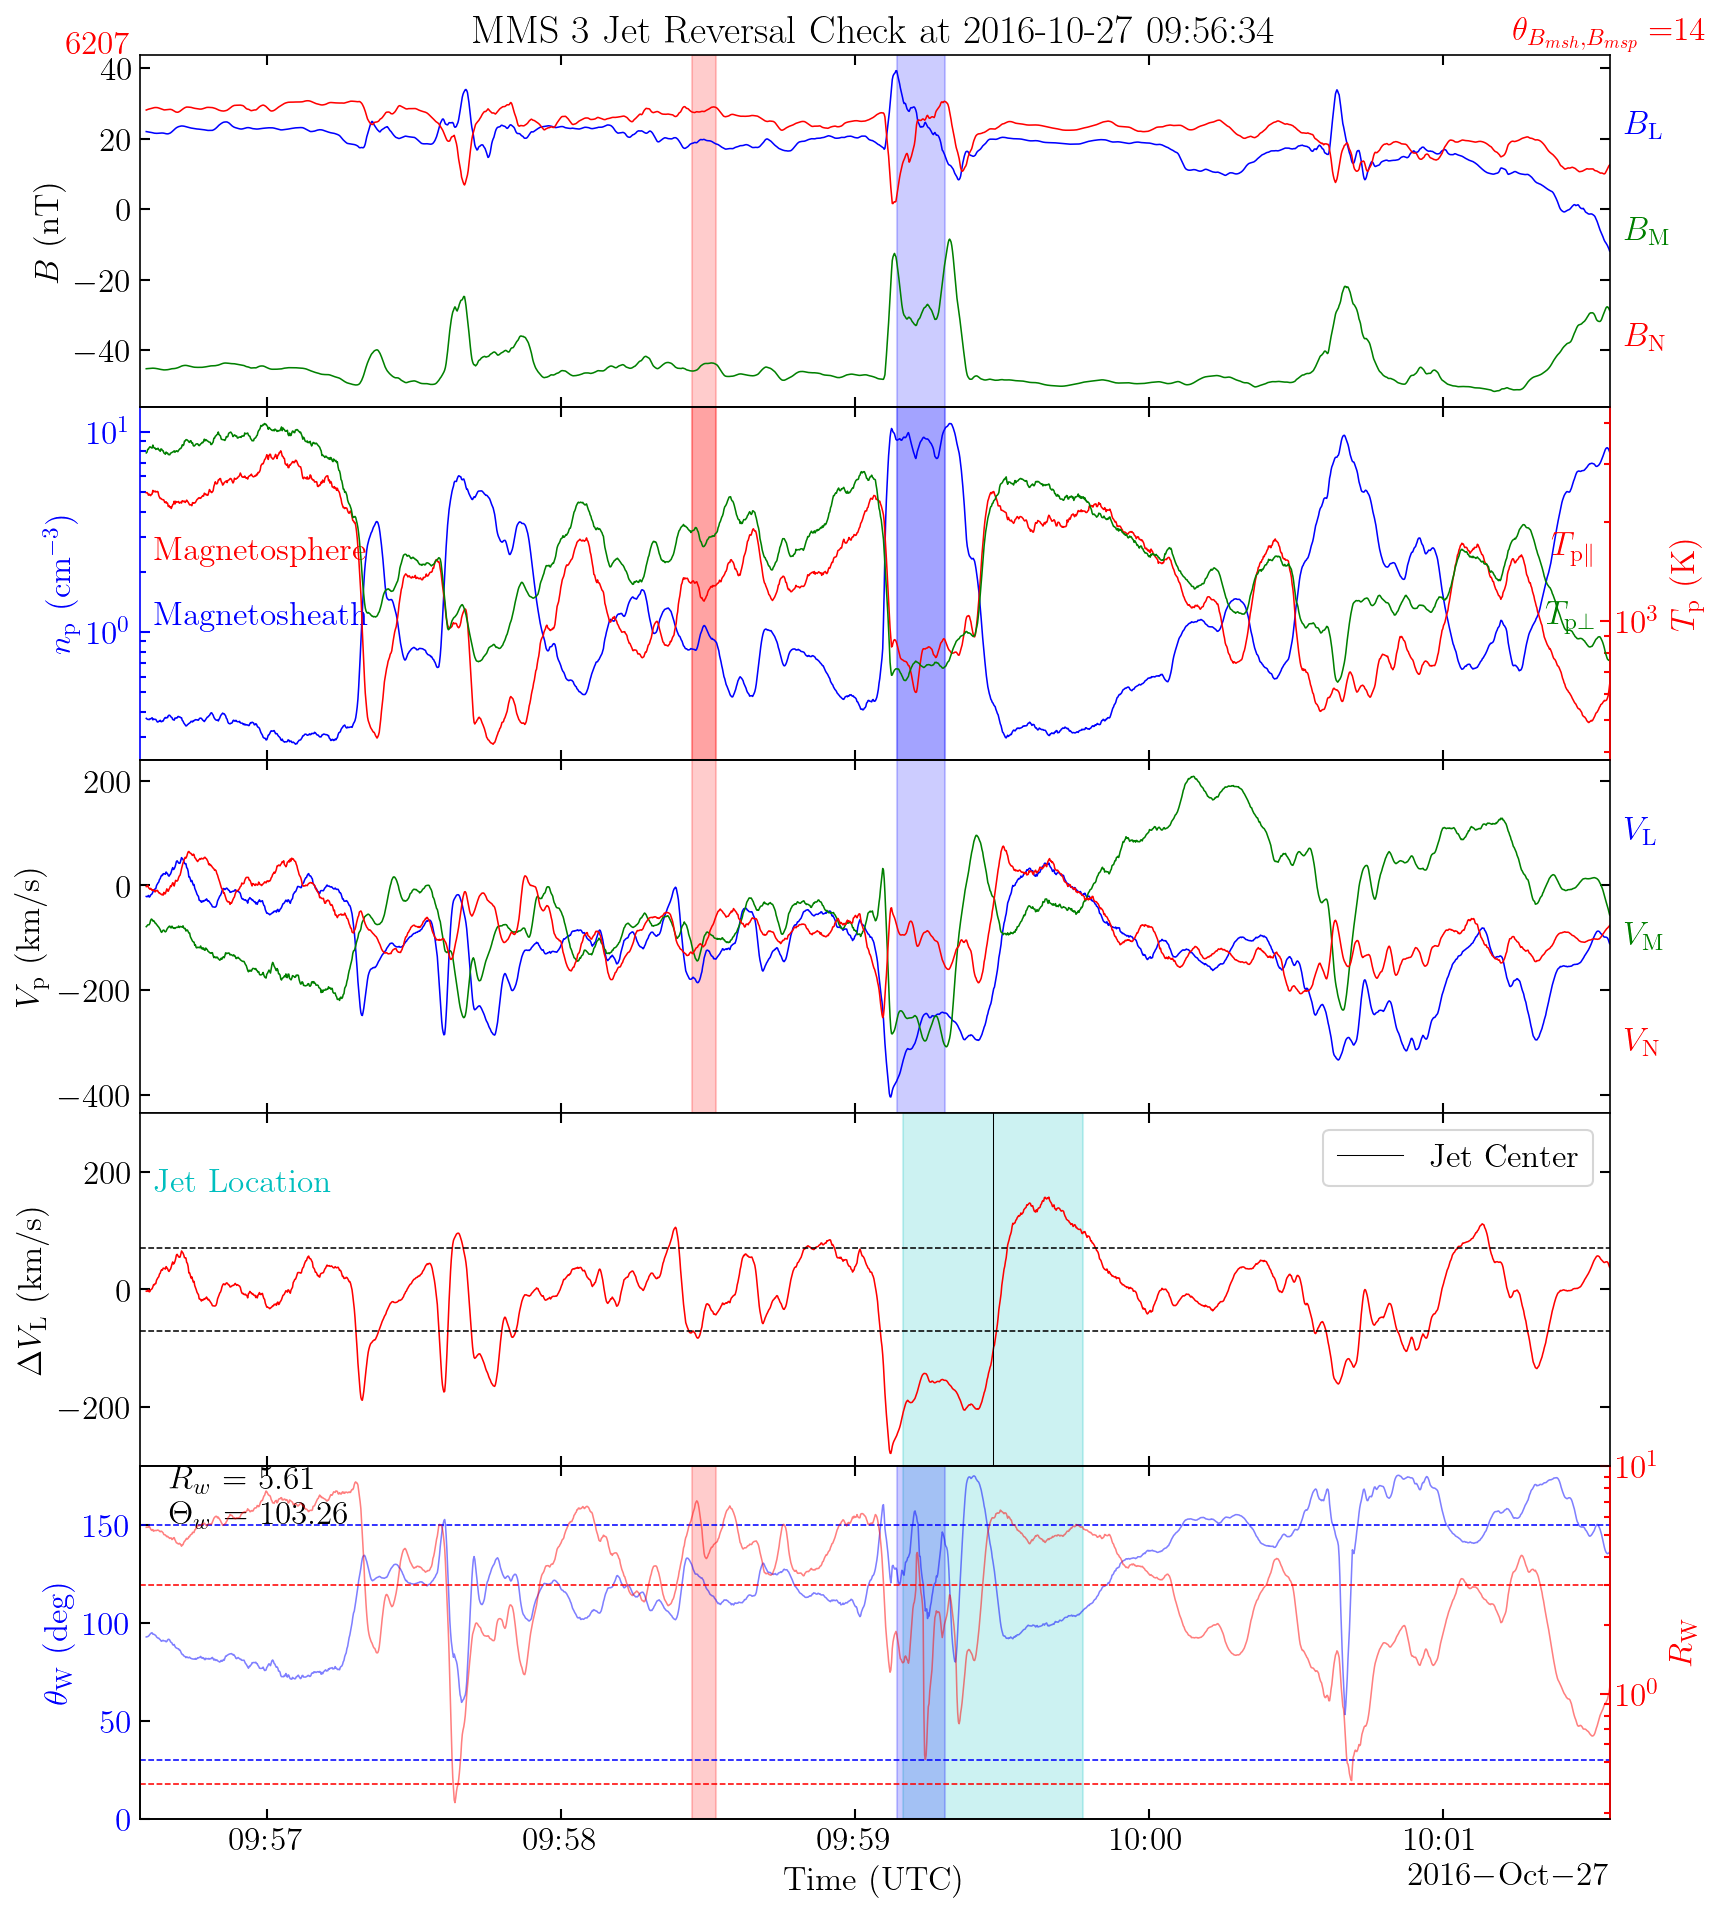 MMS 3 Jet Reversal Check at 2016-10-27 09:56:34
6207
θ_{B_{msh},B_{msp}} =14
40
20
0
−20
−40
B (nT)
B_L
B_M
B_N
10^1
10^0
n_p (cm^{−3})
Magnetosphere
Magnetosheath
T_{p∥}
T_{p⊥}
10^3
T_p (K)
200
0
−200
−400
V_p (km/s)
V_L
V_M
V_N
200
0
−200
ΔV_L (km/s)
Jet Location
Jet Center
R_w = 5.61
Θ_w = 103.26
150
100
50
0
θ_W (deg)
10^1
10^0
R_W
09:57
09:58
09:59
10:00
10:01
Time (UTC)
2016−Oct−27